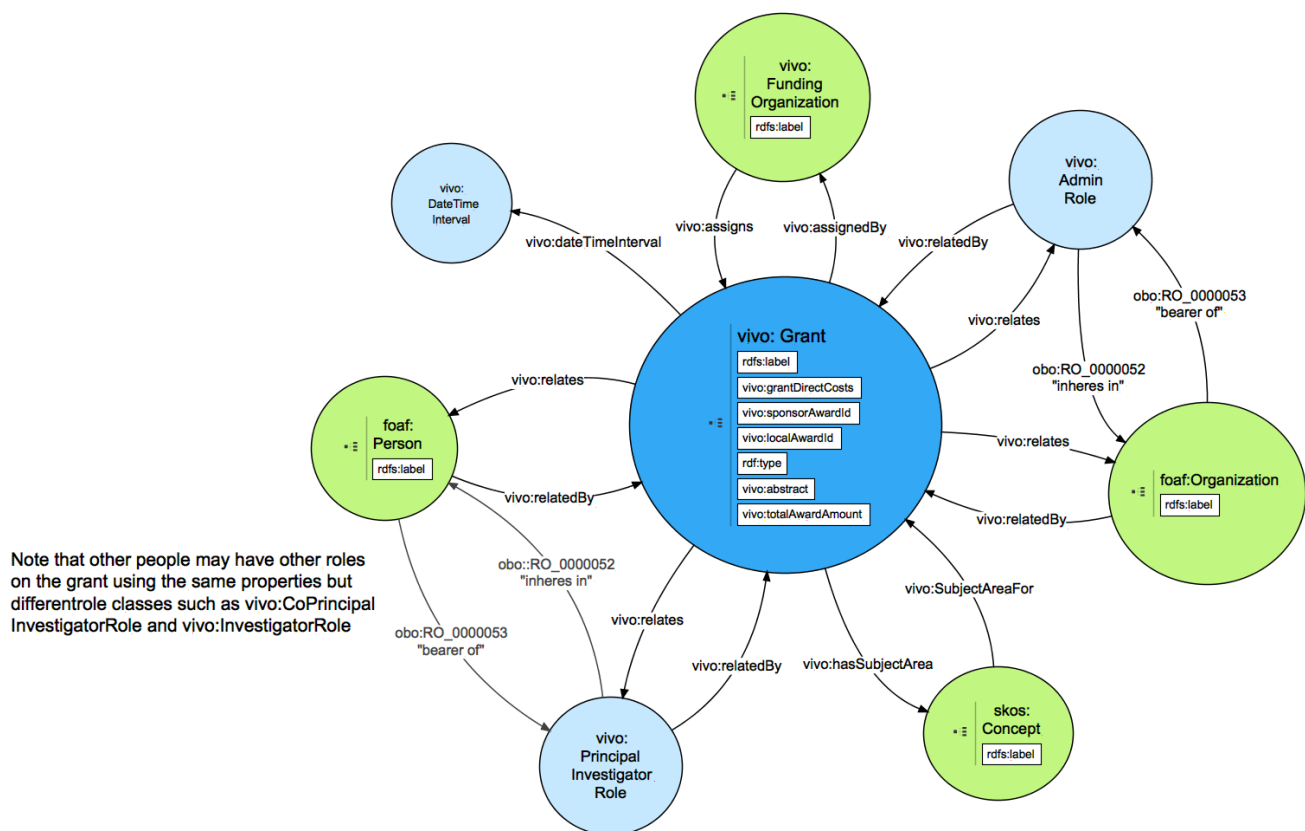 vivo:
Funding
Organization
rdfs:label
vivo:
DateTime
Interval
vivo:
Admin
Role
vivo:assigns
vivo:assignedBy
vivo:dateTimeInterval
vivo:relatedBy
obo:RO_0000053
"bearer of"
vivo:relates
vivo: Grant
rdfs:label
vivo:grantDirectCosts
vivo:sponsorAwardId
vivo:localAwardId
rdf:type
vivo:abstract
vivo:totalAwardAmount
obo:RO_0000052
"inheres in"
vivo:relates
foaf:
Person
rdfs:label
vivo:relates
foaf:Organization
rdfs:label
vivo:relatedBy
vivo:relatedBy
Note that other people may have other roles
on the grant using the same properties but
differentrole classes such as vivo:CoPrincipal
InvestigatorRole and vivo:InvestigatorRole
obo::RO_0000052
"inheres in"
vivo:SubjectAreaFor
vivo:relates
obo:RO_0000053
"bearer of"
vivo:relatedBy
vivo:hasSubjectArea
skos:
Concept
rdfs:label
vivo:
Principal
Investigator
Role